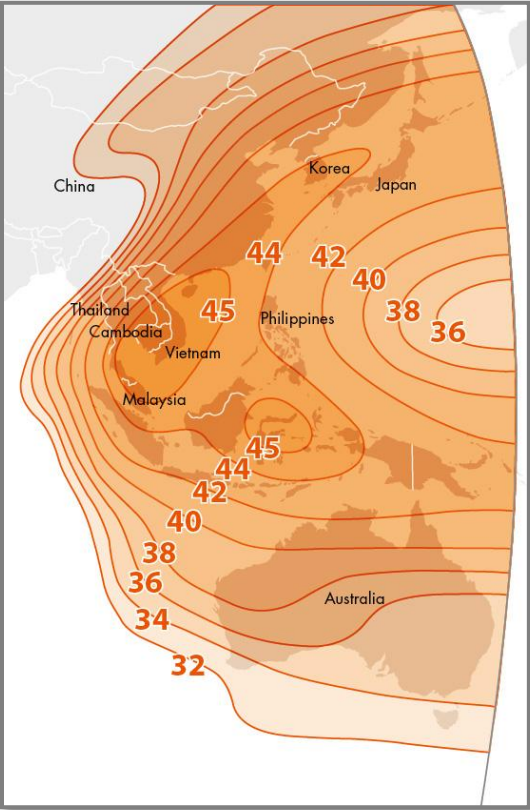 Korea
China
Japan
44
42
40
Thailand
45
38
Philippines
Cambodia
36
Vietnam
Malaysia
45
44
42
40
38
36
Australia
34
32